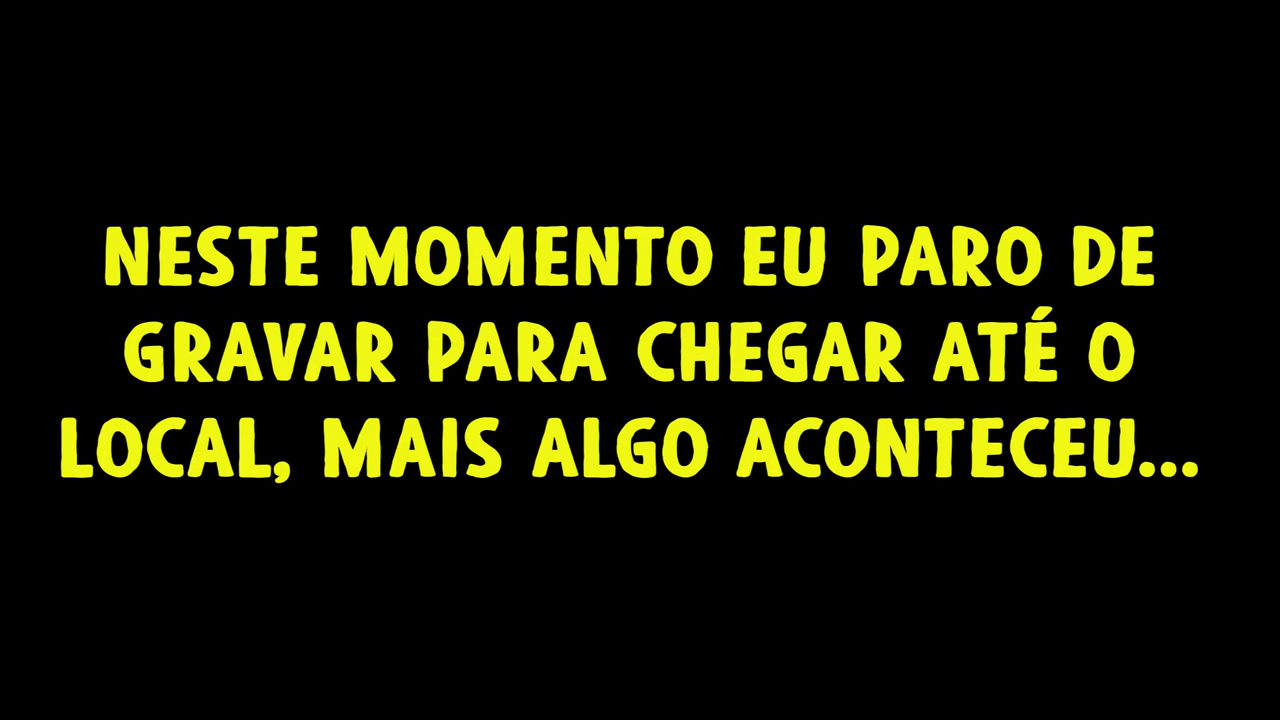 NESTE MOMENTO EU PARO DE
GRAVAR PARA CHEGAR ATÉ O
LOCAL, MAIS ALGO ACONTECEU...